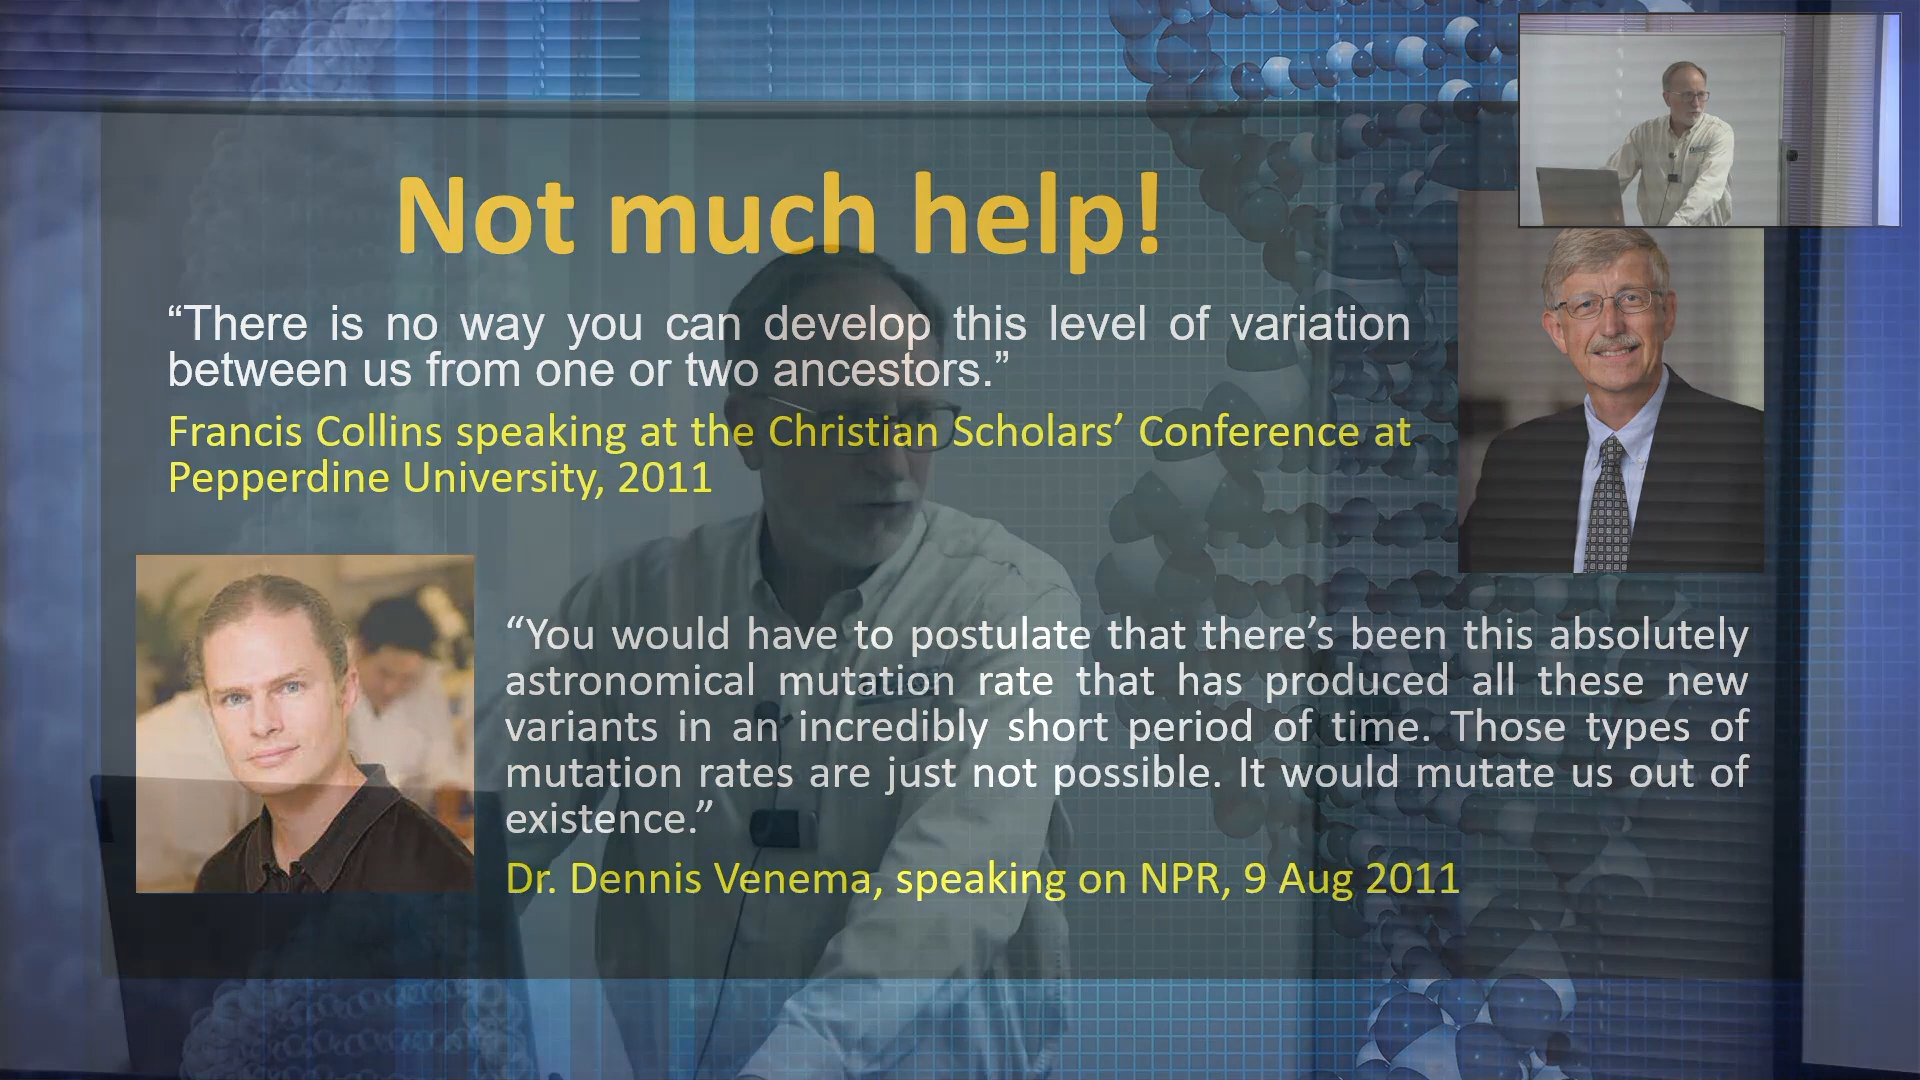 Not much help!
“There is no way you can develop this level of variation
between us from one or two ancestors.”
Francis Collins speaking at the Christian Scholars’ Conference at
Pepperdine University, 2011
“You would have to postulate that there’s been this absolutely
astronomical mutation rate that has produced all these new
variants in an incredibly short period of time. Those types of
mutation rates are just not possible. It would mutate us out of
existence.”
Dr. Dennis Venema, speaking on NPR, 9 Aug 2011